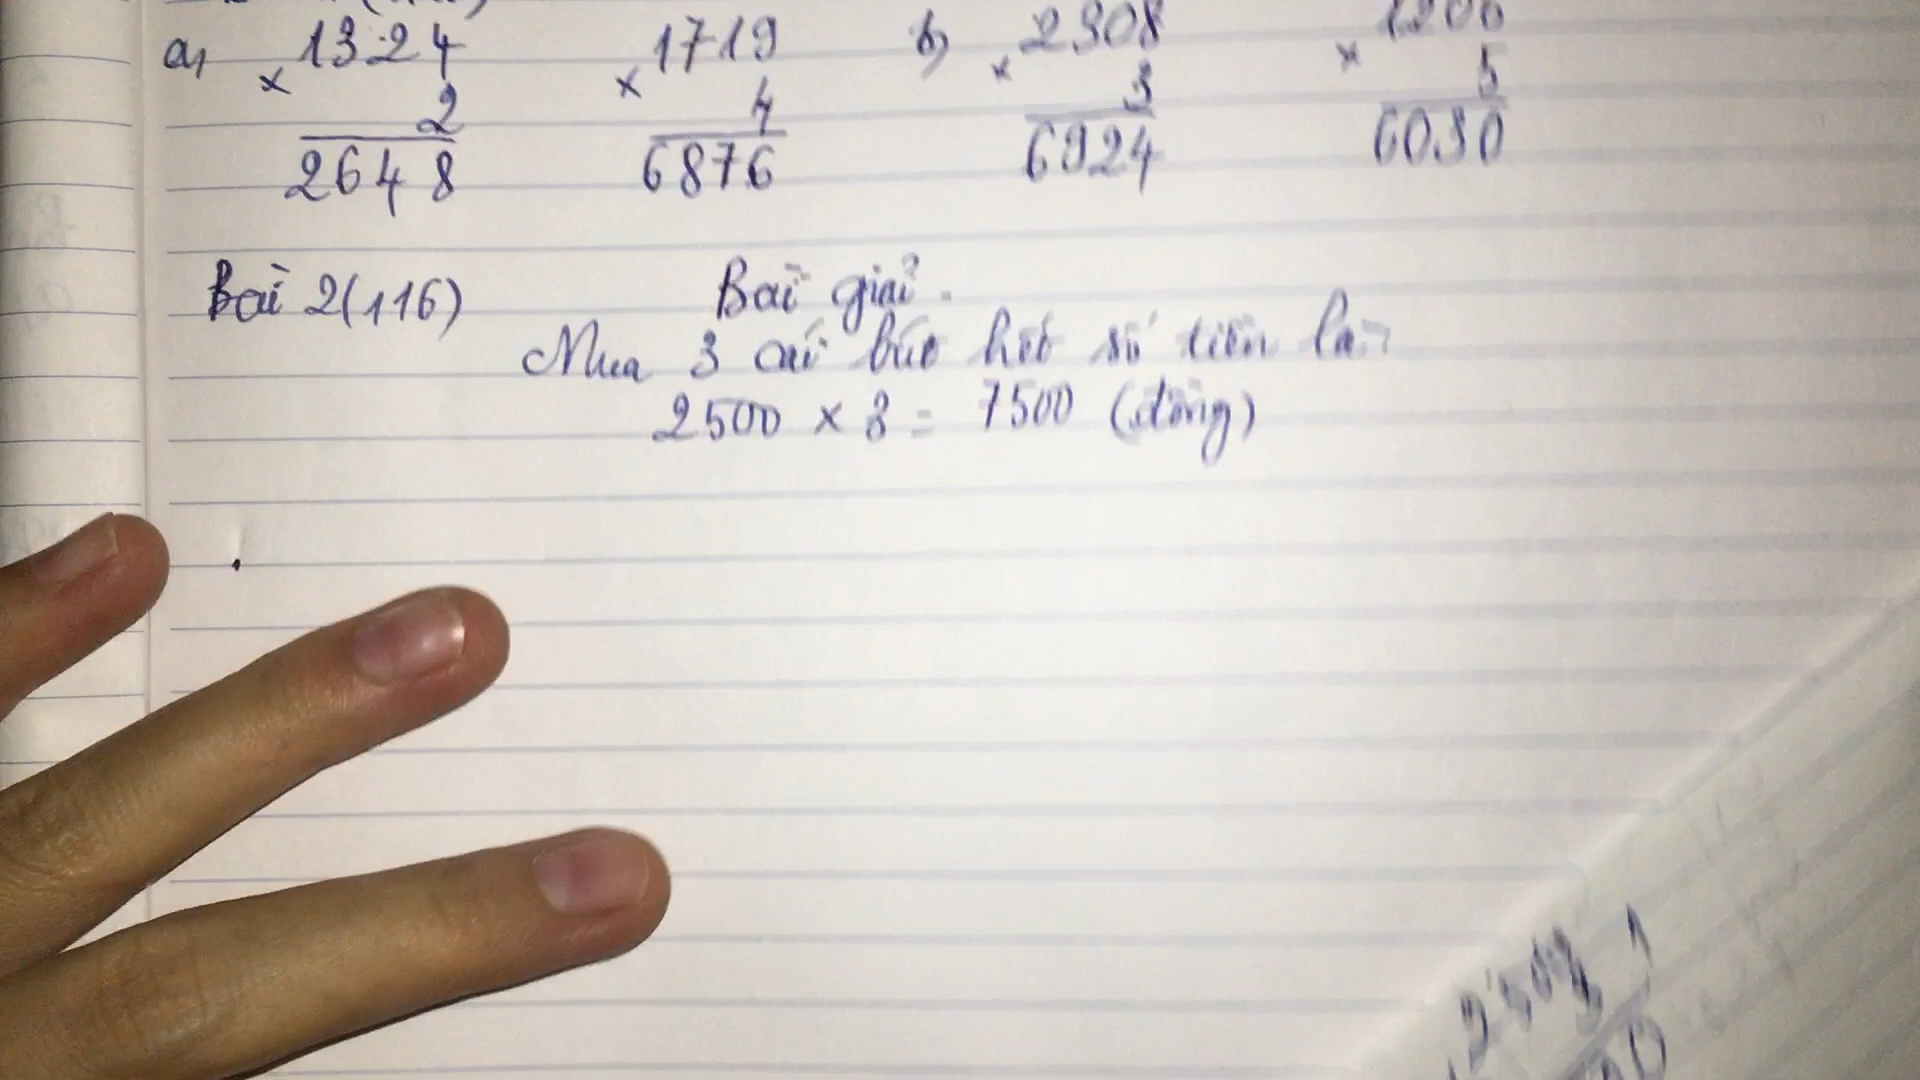 a, 1324 1719 b, 2308 1206
× 2 × 4 × 3 × 5
2648 6876 6924 6030
Bài 2(116) Bài giải.
Mua 3 cái bút hết số tiền là:
2500 × 3 = 7500 (đồng)